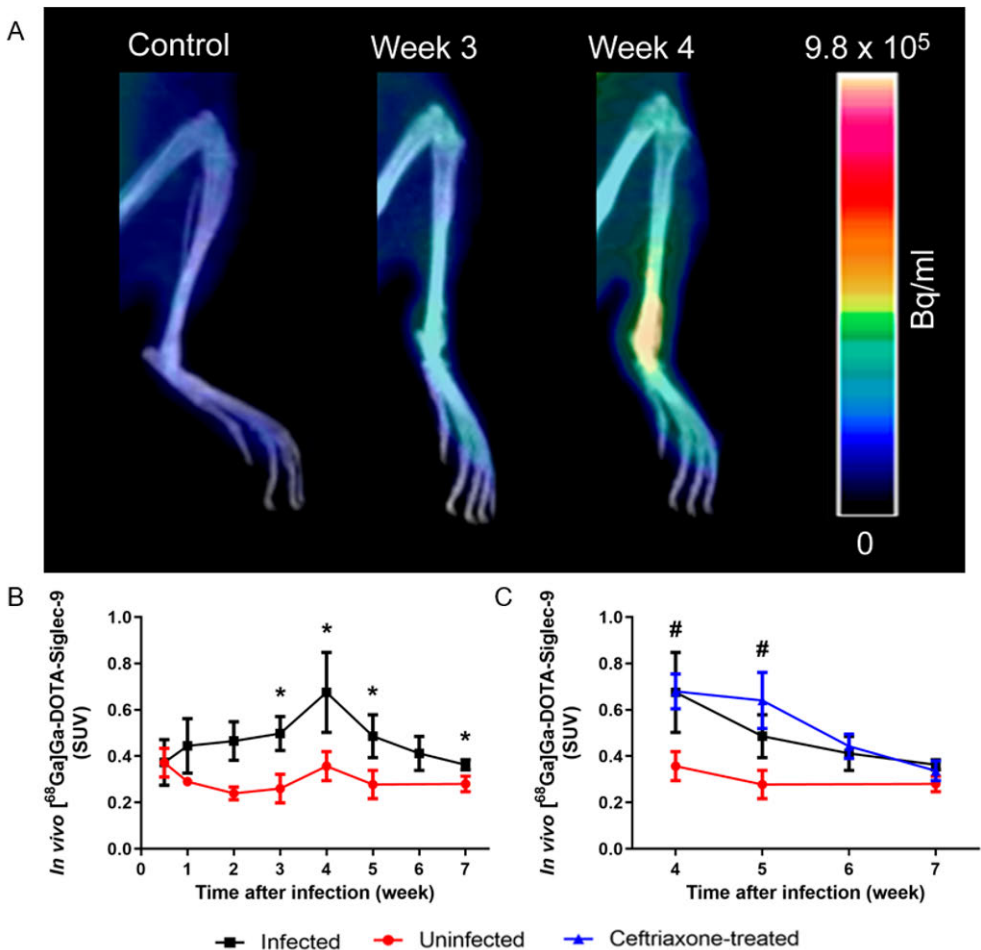 A
Control
Week 3
Week 4
9.8 x 10⁵
Bq/ml
0
B
In vivo [⁶⁸Ga]Ga-DOTA-Siglec-9
(SUV)
1.0
0.8
0.6
0.4
0.2
0.0
*
*
*
*
0 1 2 3 4 5 6 7
Time after infection (week)
C
In vivo [⁶⁸Ga]Ga-DOTA-Siglec-9
(SUV)
1.0
0.8
0.6
0.4
0.2
0.0
#
#
4 5 6 7
Time after infection (week)
Infected Uninfected Ceftriaxone-treated